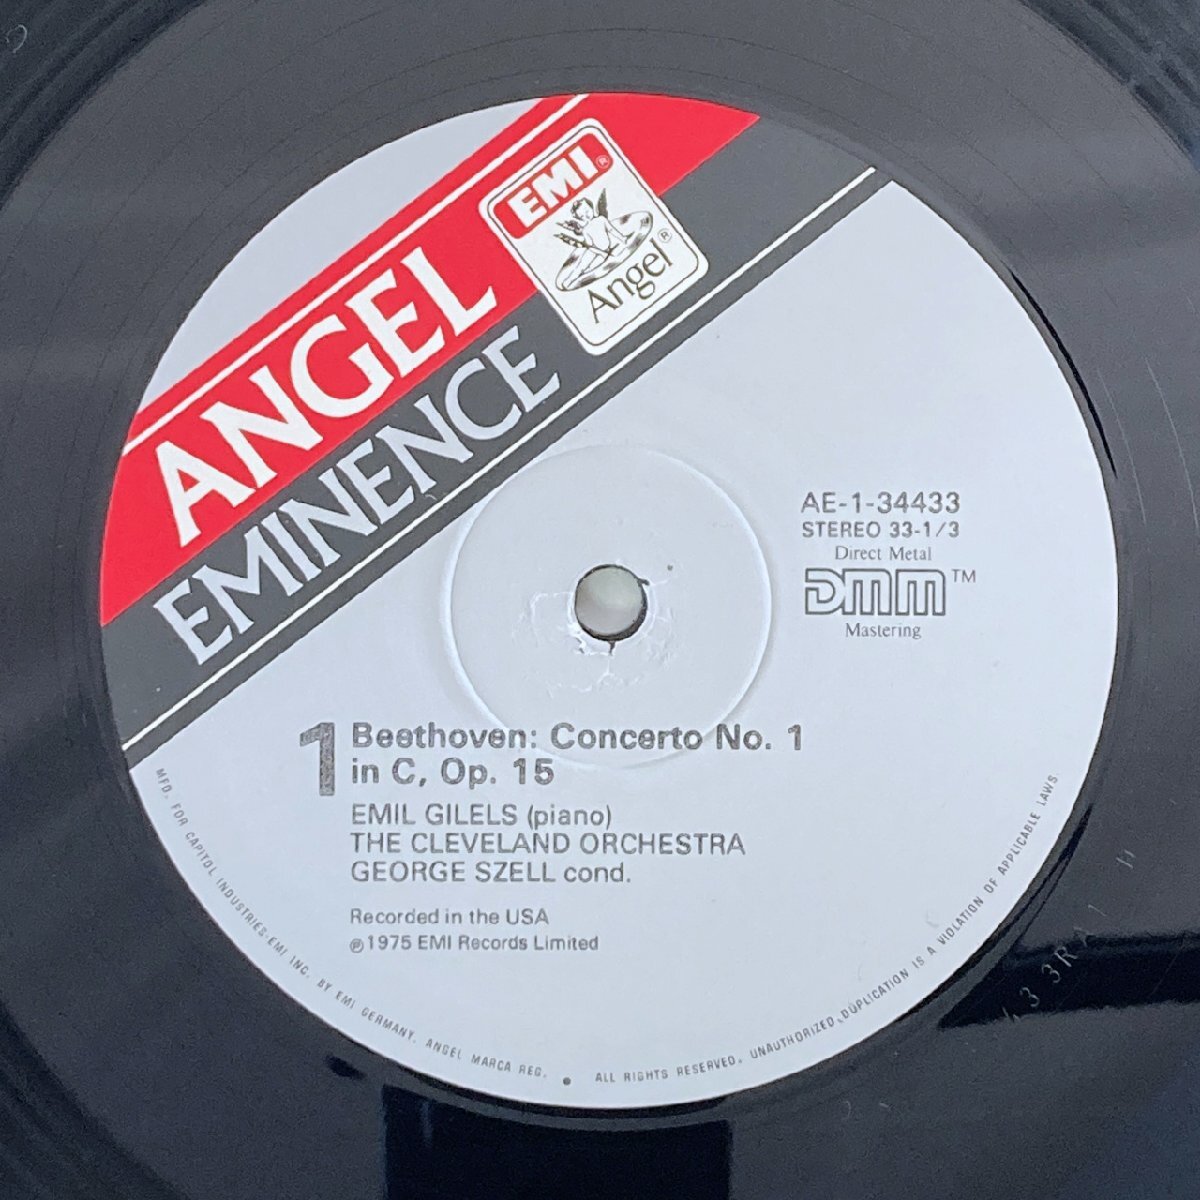 EMI®
Angel®
ANGEL
EMINENCE
AE-1-34433
STEREO 33-1/3
Direct Metal
DMM™
Mastering
1
Beethoven: Concerto No. 1
in C, Op. 15
EMIL GILELS (piano)
THE CLEVELAND ORCHESTRA
GEORGE SZELL cond.
Recorded in the USA
℗1975 EMI Records Limited
MFD. FOR CAPITOL INDUSTRIES-EMI INC. BY EMI GERMANY. ANGEL MARCA REG. • ALL RIGHTS RESERVED. UNAUTHORIZED DUPLICATION IS A VIOLATION OF APPLICABLE LAWS